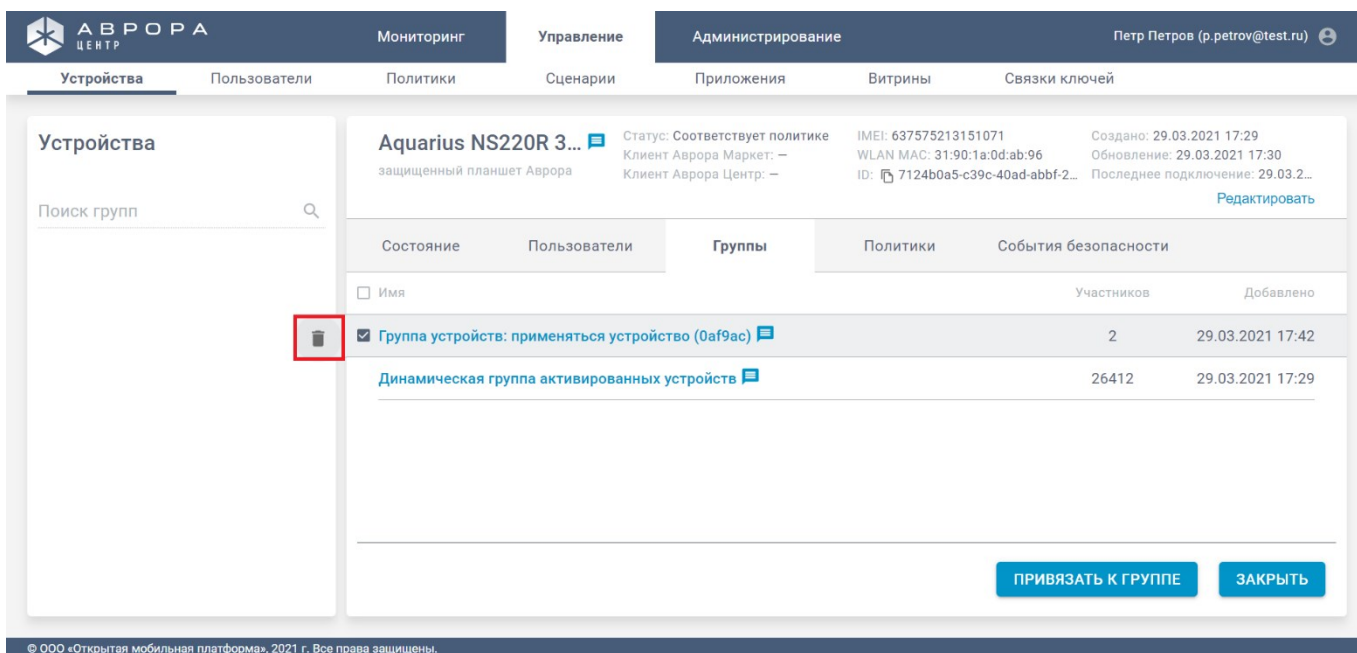 АВРОРА
ЦЕНТР
Мониторинг Управление Администрирование Петр Петров (p.petrov@test.ru)
Устройства Пользователи Политики Сценарии Приложения Витрины Связки ключей
Устройства
Поиск групп
Aquarius NS220R 3...
защищенный планшет Аврора
Статус: Соответствует политике
Клиент Аврора Маркет: —
Клиент Аврора Центр: —
IMEI: 637575213151071
WLAN MAC: 31:90:1a:0d:ab:96
ID: 7124b0a5-c39c-40ad-abbf-2...
Создано: 29.03.2021 17:29
Обновление: 29.03.2021 17:30
Последнее подключение: 29.03.2...
Редактировать
Состояние Пользователи Группы Политики События безопасности
Имя Участников Добавлено
Группа устройств: применяться устройство (0af9ac) 2 29.03.2021 17:42
Динамическая группа активированных устройств 26412 29.03.2021 17:29
ПРИВЯЗАТЬ К ГРУППЕ ЗАКРЫТЬ
© ООО «Открытая мобильная платформа», 2021 г. Все права защищены.